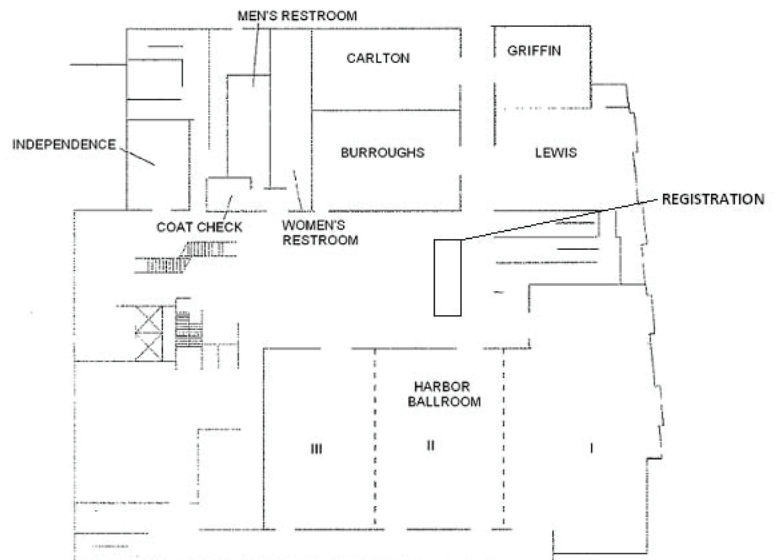 MEN'S RESTROOM
CARLTON
GRIFFIN
INDEPENDENCE
BURROUGHS
LEWIS
REGISTRATION
COAT CHECK
WOMEN'S
RESTROOM
HARBOR
BALLROOM
III
II
I